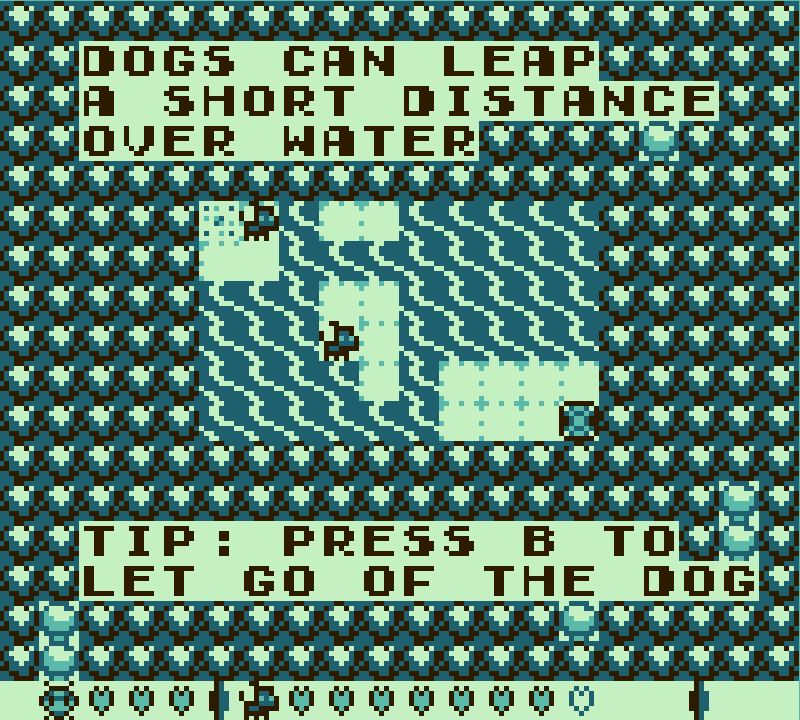 DOGS CAN LEAP
A SHORT DISTANCE
OVER WATER
TIP: PRESS B TO
LET GO OF THE DOG